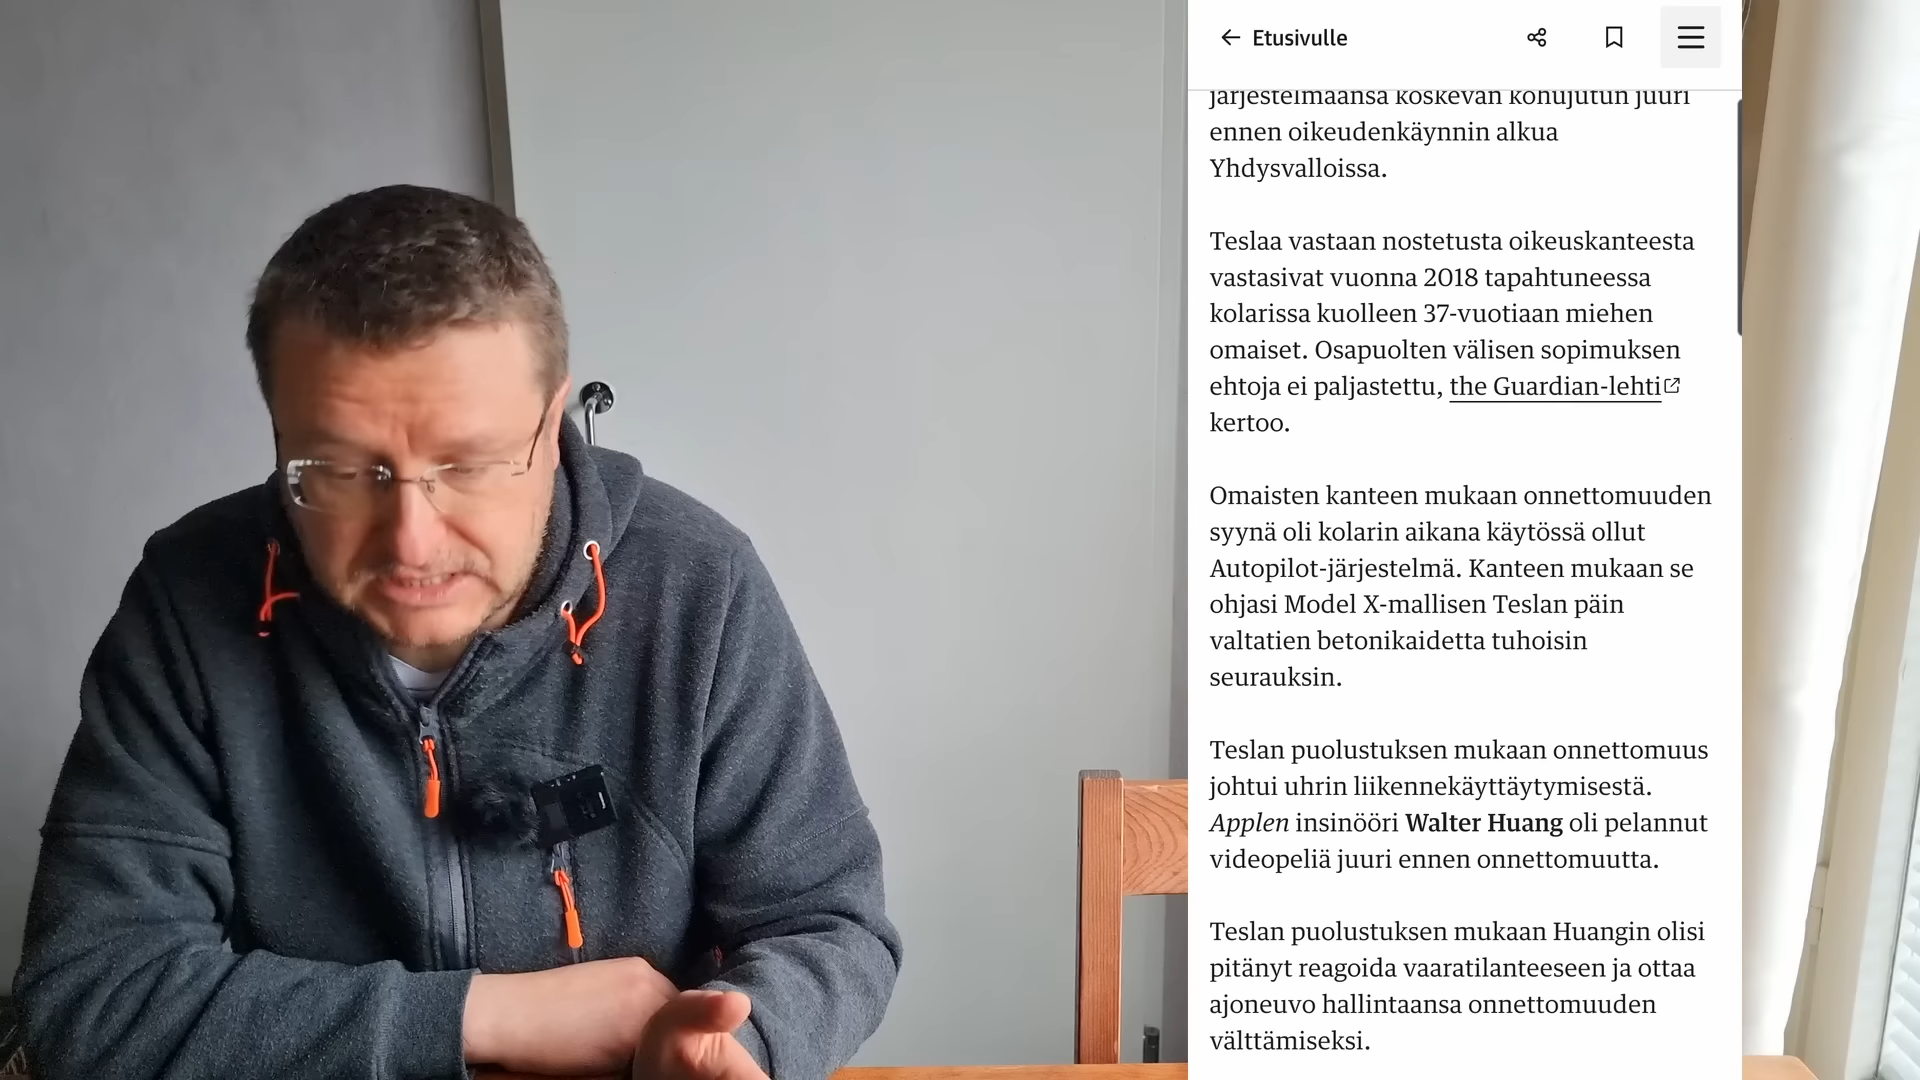 Etusivulle
järjestelmäänsä koskevan kohujutun juuri
ennen oikeudenkäynnin alkua
Yhdysvalloissa.
Teslaa vastaan nostetusta oikeuskanteesta
vastasivat vuonna 2018 tapahtuneessa
kolarissa kuolleen 37-vuotiaan miehen
omaiset. Osapuolten välisen sopimuksen
ehtoja ei paljastettu, the Guardian-lehti
kertoo.
Omaisten kanteen mukaan onnettomuuden
syynä oli kolarin aikana käytössä ollut
Autopilot-järjestelmä. Kanteen mukaan se
ohjasi Model X-mallisen Teslan päin
valtatien betonikaidetta tuhoisin
seurauksin.
Teslan puolustuksen mukaan onnettomuus
johtui uhrin liikennekäyttäytymisestä.
Applen insinööri Walter Huang oli pelannut
videopeliä juuri ennen onnettomuutta.
Teslan puolustuksen mukaan Huangin olisi
pitänyt reagoida vaaratilanteeseen ja ottaa
ajoneuvo hallintaansa onnettomuuden
välttämiseksi.